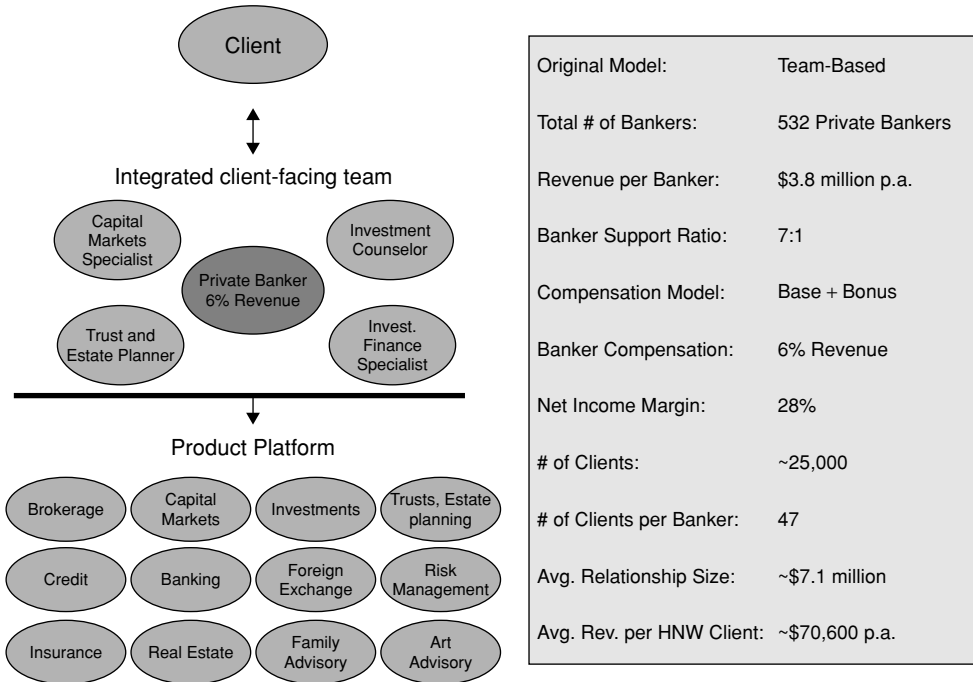 Client
Integrated client-facing team
Capital
Markets
Specialist
Investment
Counselor
Private Banker
6% Revenue
Trust and
Estate Planner
Invest.
Finance
Specialist
Product Platform
Brokerage
Capital
Markets
Investments
Trusts, Estate
planning
Credit
Banking
Foreign
Exchange
Risk
Management
Insurance
Real Estate
Family
Advisory
Art
Advisory
Original Model: Team-Based
Total # of Bankers: 532 Private Bankers
Revenue per Banker: $3.8 million p.a.
Banker Support Ratio: 7:1
Compensation Model: Base + Bonus
Banker Compensation: 6% Revenue
Net Income Margin: 28%
# of Clients: ~25,000
# of Clients per Banker: 47
Avg. Relationship Size: ~$7.1 million
Avg. Rev. per HNW Client: ~$70,600 p.a.